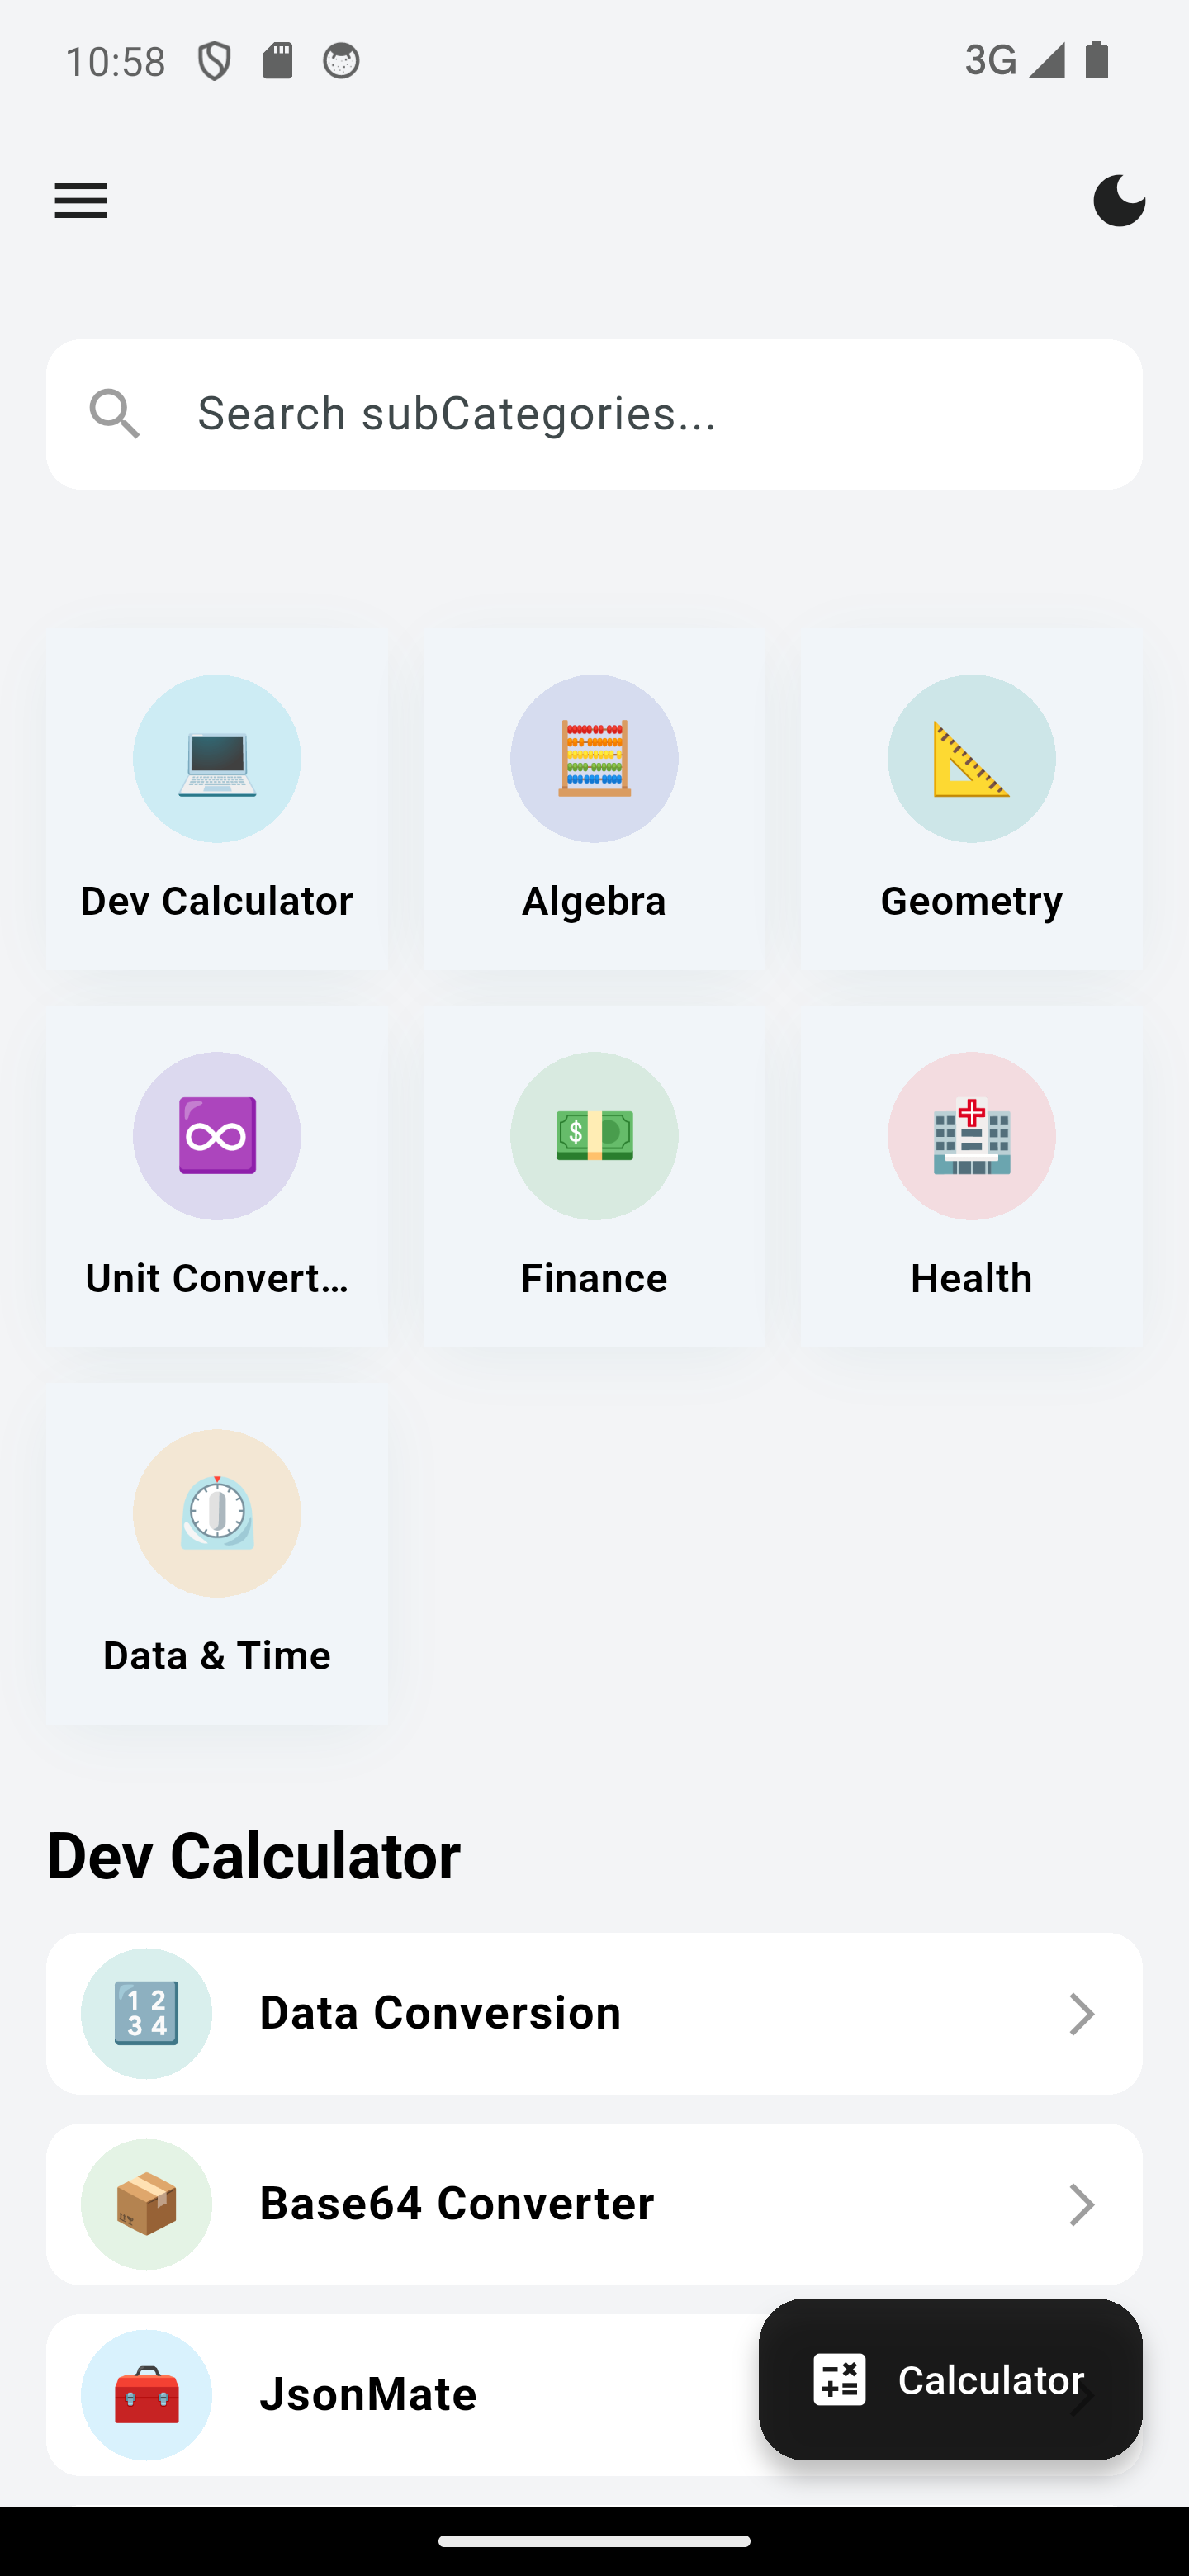 10:58
3G
Search subCategories...
Dev Calculator
Algebra
Geometry
Unit Convert...
Finance
Health
Data & Time
Dev Calculator
Data Conversion
Base64 Converter
JsonMate
Calculator